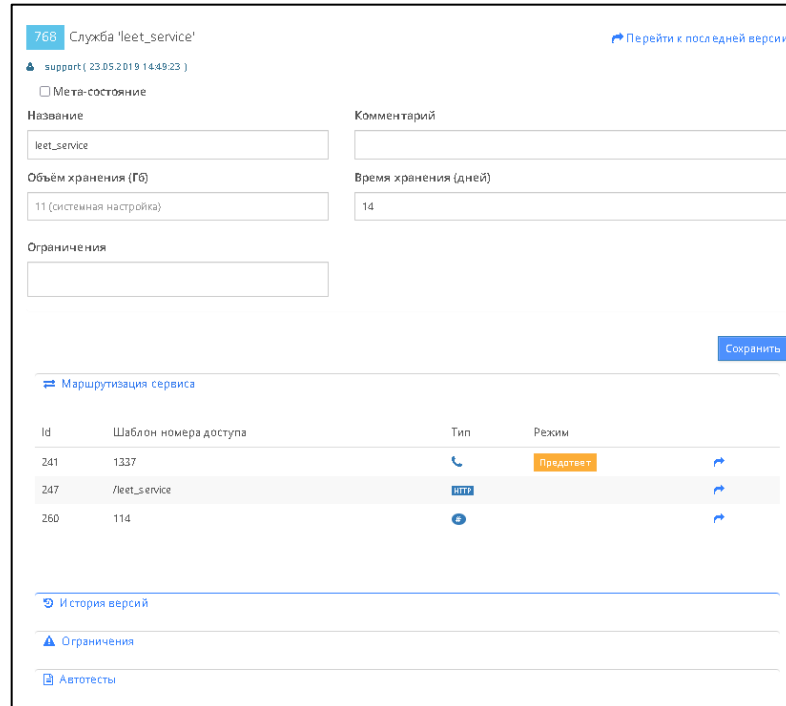 768 Служба 'leet_service'
Перейти к последней версии
support ( 23.05.2019 14:49:23 )
Мета-состояние
Название Комментарий
leet_service
Объём хранения (Гб) Время хранения (дней)
11 (системная настройка) 14
Ограничения
Сохранить
Маршрутизация сервиса
Id Шаблон номера доступа Тип Режим
241 1337 Предответ
247 /leet_service HTTP
260 114 #
История версий
Ограничения
Автотесты